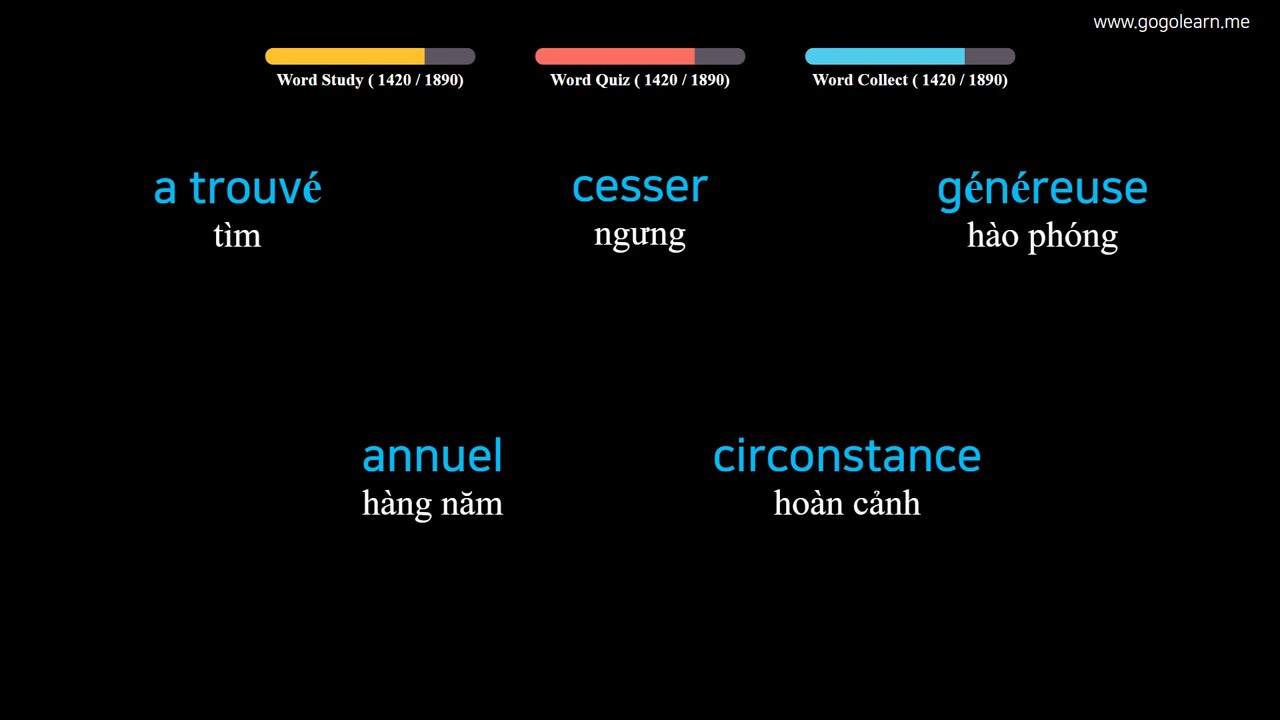 www.gogolearn.me
Word Study ( 1420 / 1890)
Word Quiz ( 1420 / 1890)
Word Collect ( 1420 / 1890)
a trouvé
tìm
cesser
ngưng
généreuse
hào phóng
annuel
hàng năm
circonstance
hoàn cảnh